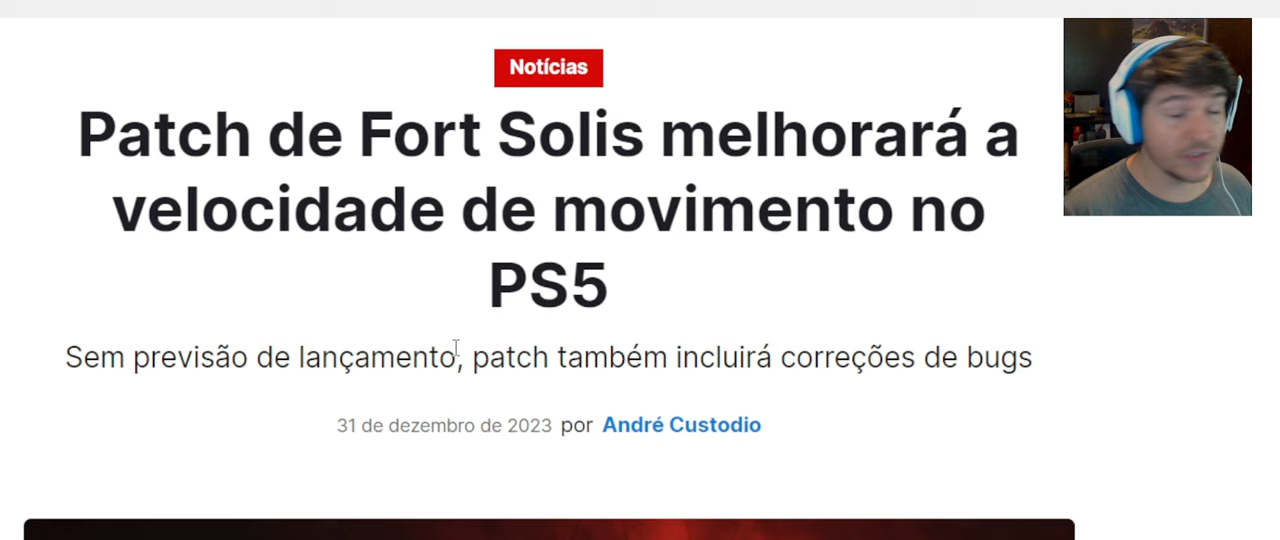 Notícias
Patch de Fort Solis melhorará a
velocidade de movimento no
PS5
Sem previsão de lançamento, patch também incluirá correções de bugs
31 de dezembro de 2023 por André Custodio